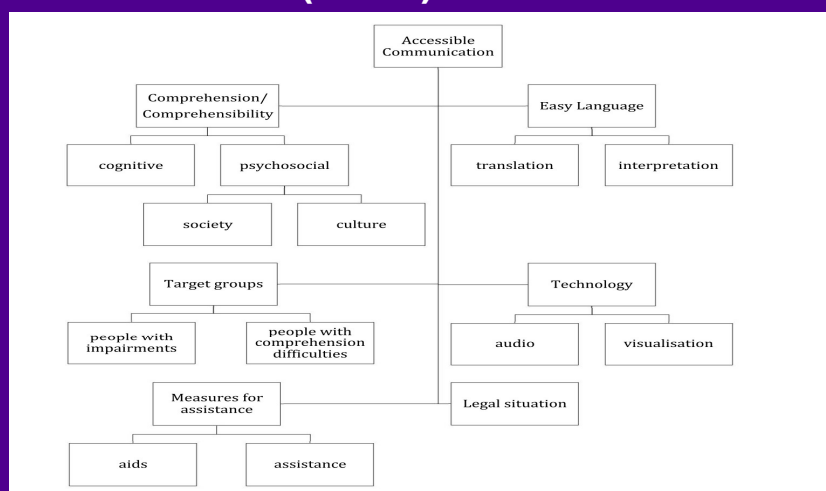 Accessible
Communication
Comprehension/
Comprehensibility
Easy Language
cognitive
psychosocial
translation
interpretation
society
culture
Target groups
Technology
people with
impairments
people with
comprehension
difficulties
audio
visualisation
Measures for
assistance
Legal situation
aids
assistance